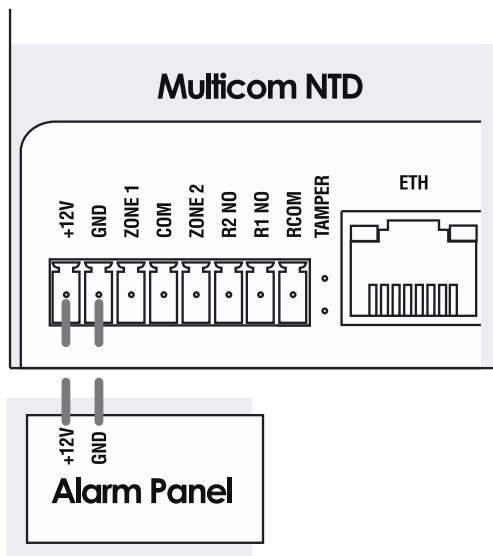 Multicom NTD
+12V
GND
ZONE 1
COM
ZONE 2
R2 NO
R1 NO
RCOM
TAMPER
ETH
+12V
GND
Alarm Panel